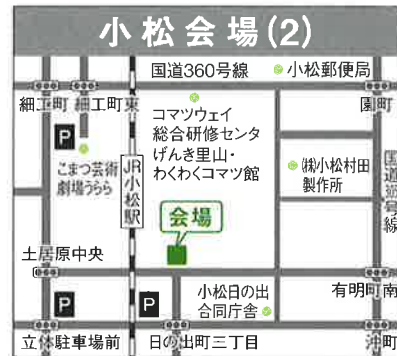 小松会場(2)
国道360号線
小松郵便局
細工町
細工町東
園町
P
コマツウェイ
総合研修センタ
げんき里山・
わくわくコマツ館
こまつ芸術
劇場うらら
JR小松駅
㈱小松村田
製作所
国道305号線
会場
土居原中央
有明町南
小松日の出
合同庁舎
P
P
立体駐車場前
日の出町三丁目
沖町